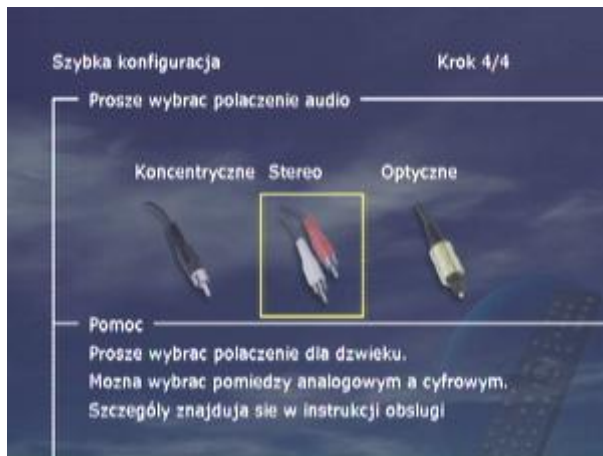 Szybka konfiguracja Krok 4/4
Prosze wybrac polaczenie audio
Koncentryczne Stereo Optyczne
Pomoc
Prosze wybrac polaczenie dla dzwieku.
Mozna wybrac pomiedzy analogowym a cyfrowym.
Szczególy znajduja sie w instrukcji obslugi